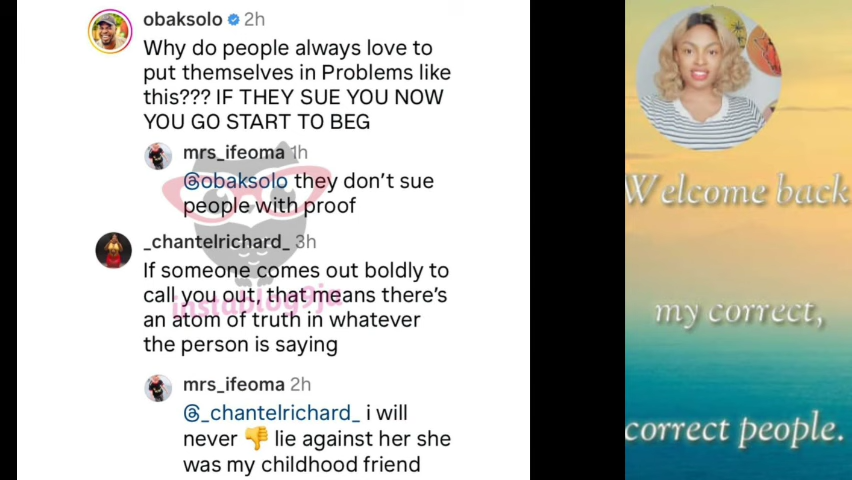 obaksolo 2h
Why do people always love to
put themselves in Problems like
this??? IF THEY SUE YOU NOW
YOU GO START TO BEG
mrs_ifeoma 1h
@obaksolo they don't sue
people with proof
_chantelrichard_ 3h
If someone comes out boldly to
call you out, that means there's
an atom of truth in whatever
the person is saying
mrs_ifeoma 2h
@_chantelrichard_ i will
never 👎 lie against her she
was my childhood friend
instablog9ja
Welcome back
my correct,
correct people.